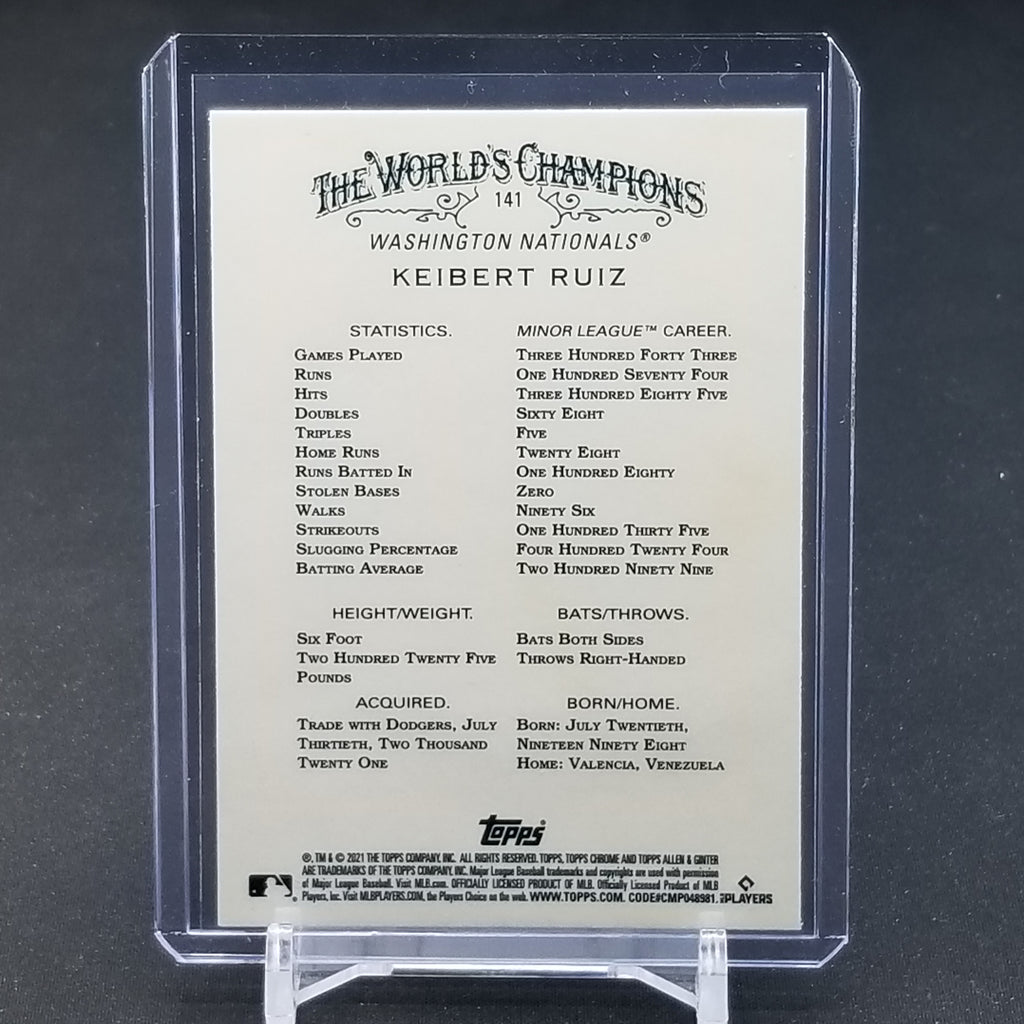 THE WORLD'S CHAMPIONS
141
WASHINGTON NATIONALS®
KEIBERT RUIZ
STATISTICS. MINOR LEAGUE™ CAREER.
GAMES PLAYED THREE HUNDRED FORTY THREE
RUNS ONE HUNDRED SEVENTY FOUR
HITS THREE HUNDRED EIGHTY FIVE
DOUBLES SIXTY EIGHT
TRIPLES FIVE
HOME RUNS TWENTY EIGHT
RUNS BATTED IN ONE HUNDRED EIGHTY
STOLEN BASES ZERO
WALKS NINETY SIX
STRIKEOUTS ONE HUNDRED THIRTY FIVE
SLUGGING PERCENTAGE FOUR HUNDRED TWENTY FOUR
BATTING AVERAGE TWO HUNDRED NINETY NINE
HEIGHT/WEIGHT. BATS/THROWS.
SIX FOOT BATS BOTH SIDES
TWO HUNDRED TWENTY FIVE THROWS RIGHT-HANDED
POUNDS
ACQUIRED. BORN/HOME.
TRADE WITH DODGERS, JULY BORN: JULY TWENTIETH,
THIRTIETH, TWO THOUSAND NINETEEN NINETY EIGHT
TWENTY ONE HOME: VALENCIA, VENEZUELA
Topps®
®, TM & © 2021 THE TOPPS COMPANY, INC. ALL RIGHTS RESERVED. TOPPS, TOPPS CHROME AND TOPPS ALLEN & GINTER
ARE TRADEMARKS OF THE TOPPS COMPANY, INC. Major League Baseball trademarks and copyrights are used with permission
of Major League Baseball. Visit MLB.com. OFFICIALLY LICENSED PRODUCT OF MLB. Officially Licensed Product of MLB
Players, Inc. Visit MLBPLAYERS.COM, the Players Choice on the web. WWW.TOPPS.COM. CODE#CMP048981. PLAYERS